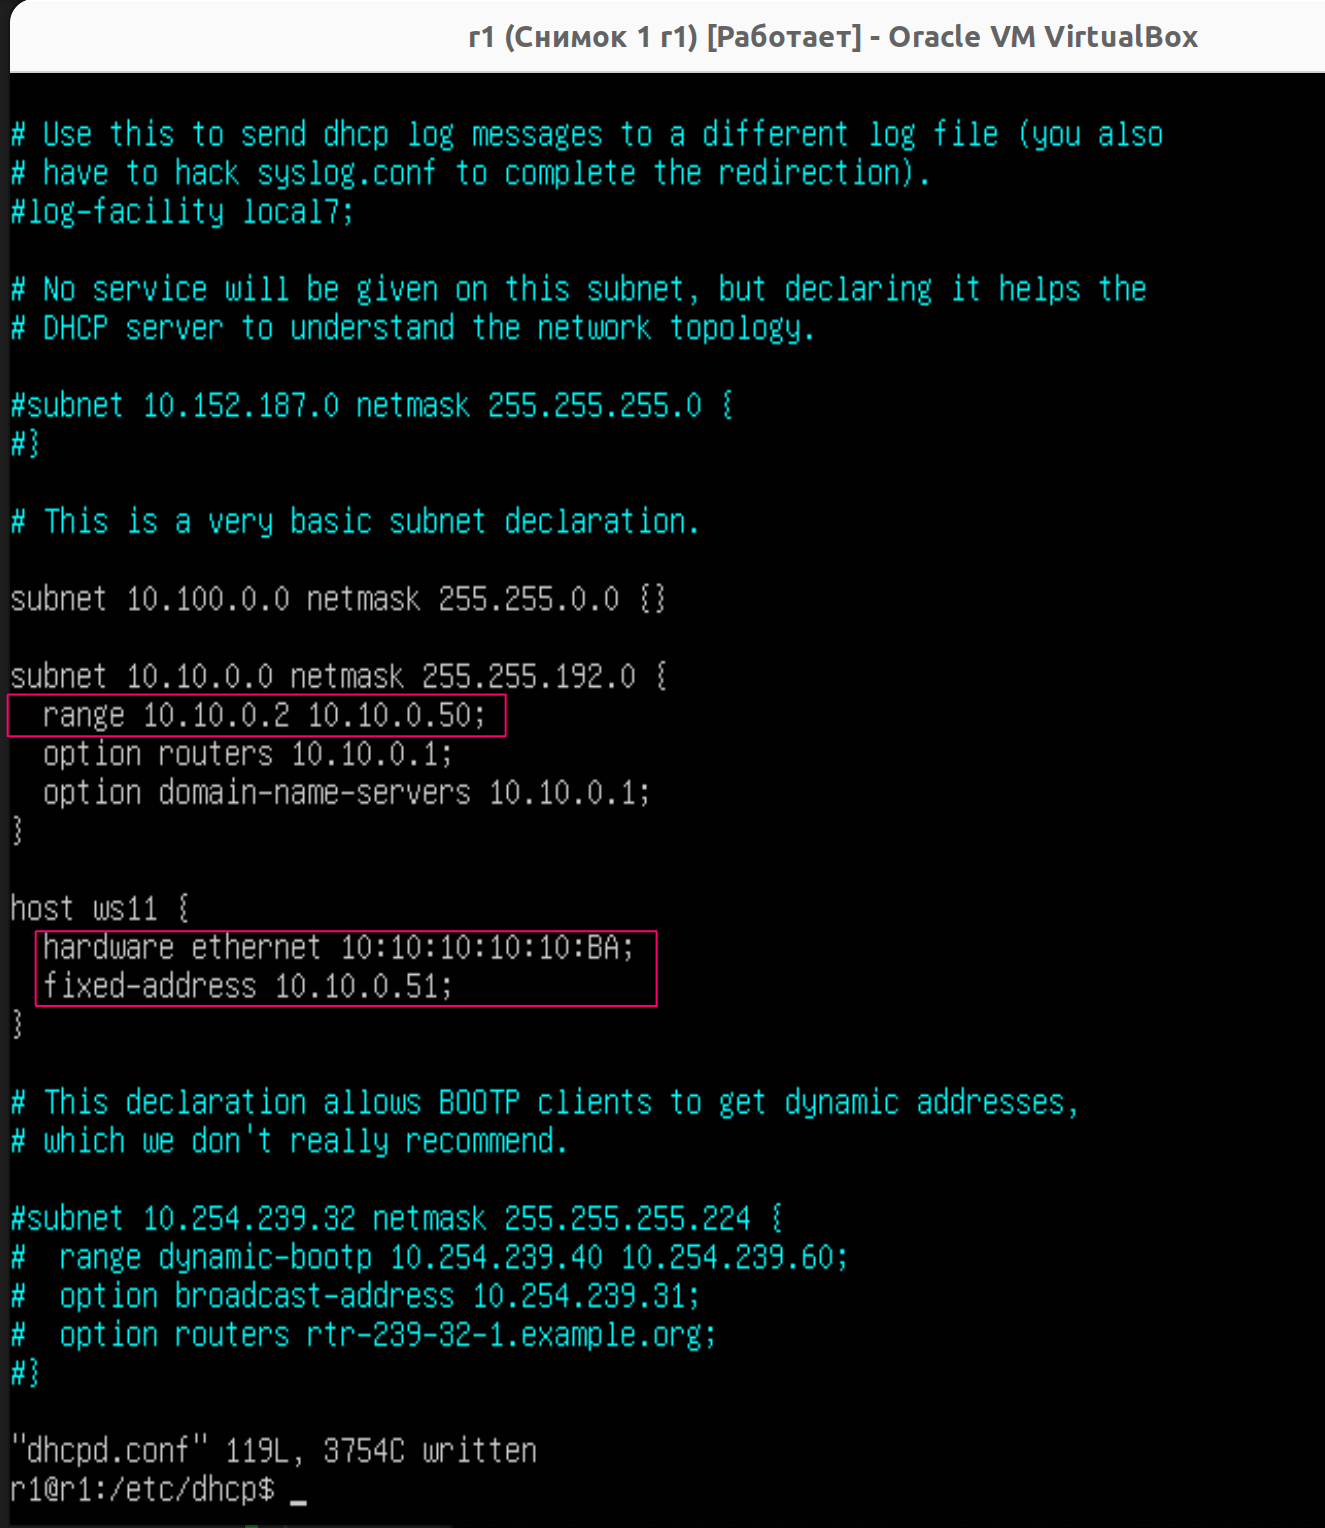 r1 (Снимок 1 r1) [Работает] - Oracle VM VirtualBox
# Use this to send dhcp log messages to a different log file (you also
# have to hack syslog.conf to complete the redirection).
#log-facility local7;
# No service will be given on this subnet, but declaring it helps the
# DHCP server to understand the network topology.
#subnet 10.152.187.0 netmask 255.255.255.0 {
#}
# This is a very basic subnet declaration.
subnet 10.100.0.0 netmask 255.255.0.0 {}
subnet 10.10.0.0 netmask 255.255.192.0 {
  range 10.10.0.2 10.10.0.50;
  option routers 10.10.0.1;
  option domain-name-servers 10.10.0.1;
}
host ws11 {
  hardware ethernet 10:10:10:10:10:BA;
  fixed-address 10.10.0.51;
}
# This declaration allows BOOTP clients to get dynamic addresses,
# which we don't really recommend.
#subnet 10.254.239.32 netmask 255.255.255.224 {
#  range dynamic-bootp 10.254.239.40 10.254.239.60;
#  option broadcast-address 10.254.239.31;
#  option routers rtr-239-32-1.example.org;
#}
"dhcpd.conf" 119L, 3754C written
r1@r1:/etc/dhcp$ _